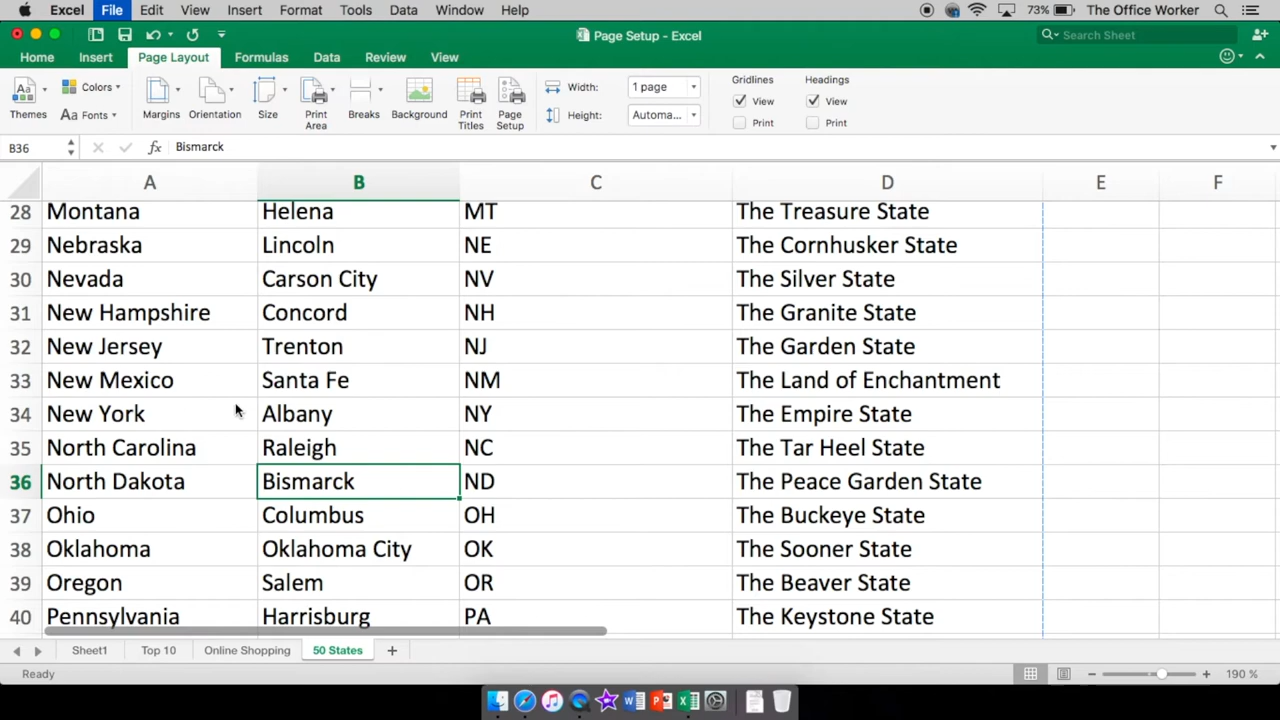 Excel File Edit View Insert Format Tools Data Window Help 73% The Office Worker
Page Setup - Excel Search Sheet
Home Insert Page Layout Formulas Data Review View
Themes Colors Fonts Margins Orientation Size Print Area Breaks Background Print Titles Page Setup Width: 1 page Height: Automa... Gridlines View Print Headings View Print
B36 fx Bismarck
A B C D E F
28 Montana Helena MT The Treasure State
29 Nebraska Lincoln NE The Cornhusker State
30 Nevada Carson City NV The Silver State
31 New Hampshire Concord NH The Granite State
32 New Jersey Trenton NJ The Garden State
33 New Mexico Santa Fe NM The Land of Enchantment
34 New York Albany NY The Empire State
35 North Carolina Raleigh NC The Tar Heel State
36 North Dakota Bismarck ND The Peace Garden State
37 Ohio Columbus OH The Buckeye State
38 Oklahoma Oklahoma City OK The Sooner State
39 Oregon Salem OR The Beaver State
40 Pennsylvania Harrisburg PA The Keystone State
Sheet1 Top 10 Online Shopping 50 States
Ready 190 %